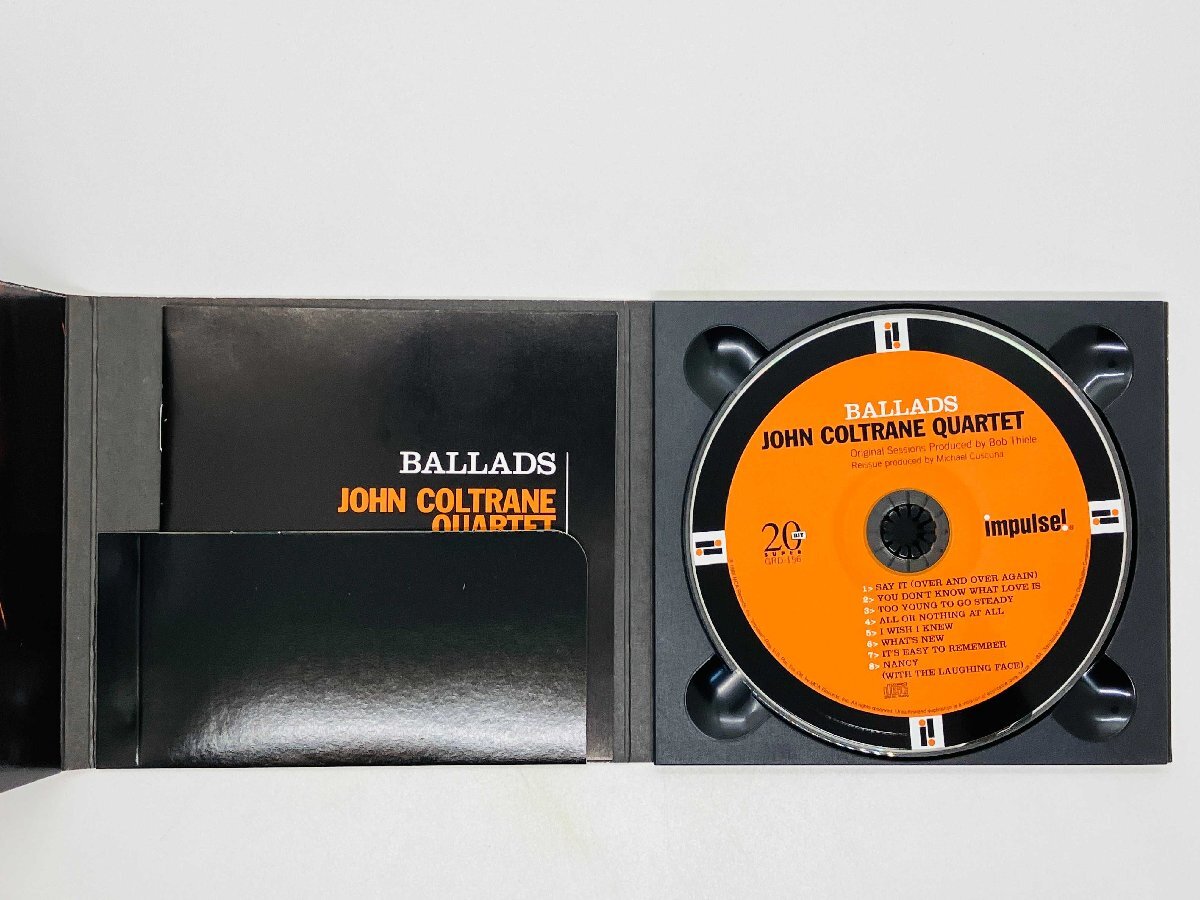 BALLADS
JOHN COLTRANE
QUARTET
BALLADS
JOHN COLTRANE QUARTET
Original Sessions Produced by Bob Thiele
Reissue produced by Michael Cuscuna
20 BIT
SUPER
GRD-156
impulse!
1> SAY IT (OVER AND OVER AGAIN)
2> YOU DON'T KNOW WHAT LOVE IS
3> TOO YOUNG TO GO STEADY
4> ALL OR NOTHING AT ALL
5> I WISH I KNEW
6> WHAT'S NEW
7> IT'S EASY TO REMEMBER
8> NANCY
(WITH THE LAUGHING FACE)